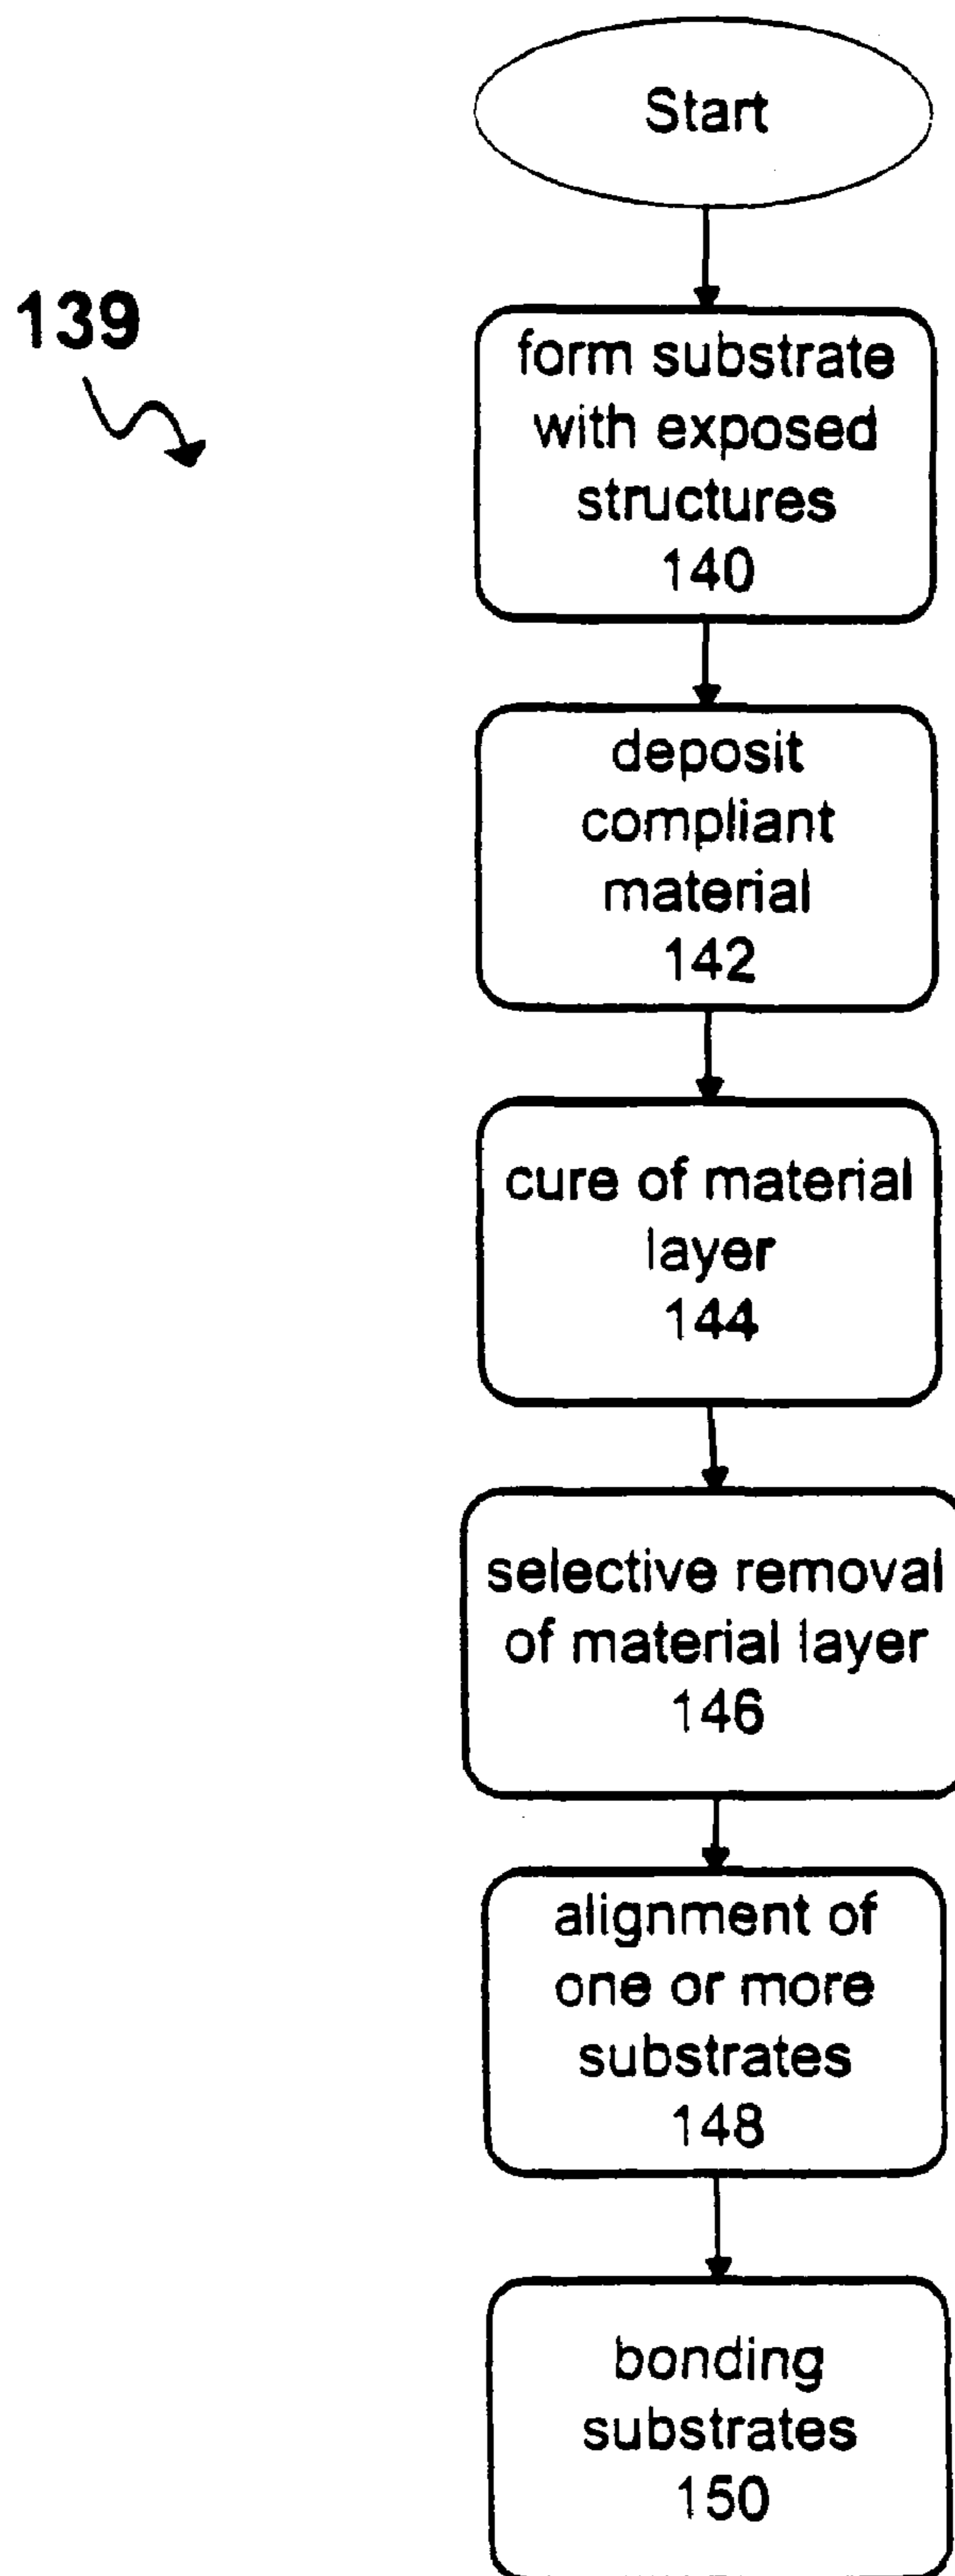 Start
139
form substrate
with exposed
structures
140
deposit
compliant
material
142
cure of material
layer
144
selective removal
of material layer
146
alignment of
one or more
substrates
148
bonding
substrates
150